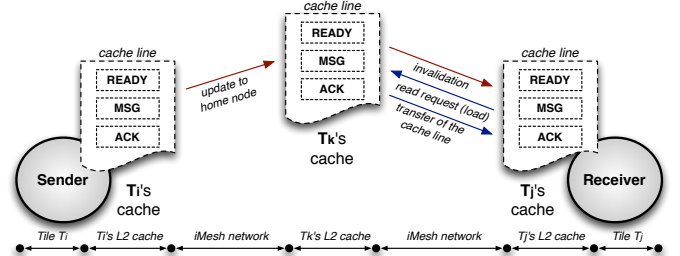 cache line
READY
MSG
ACK
Sender
Ti's
cache
update to
home node
cache line
READY
MSG
ACK
Tk's
cache
invalidation
read request (load)
transfer of the
cache line
cache line
READY
MSG
ACK
Receiver
Tj's
cache
Tile Ti
Ti's L2 cache
iMesh network
Tk's L2 cache
iMesh network
Tj's L2 cache
Tile Tj